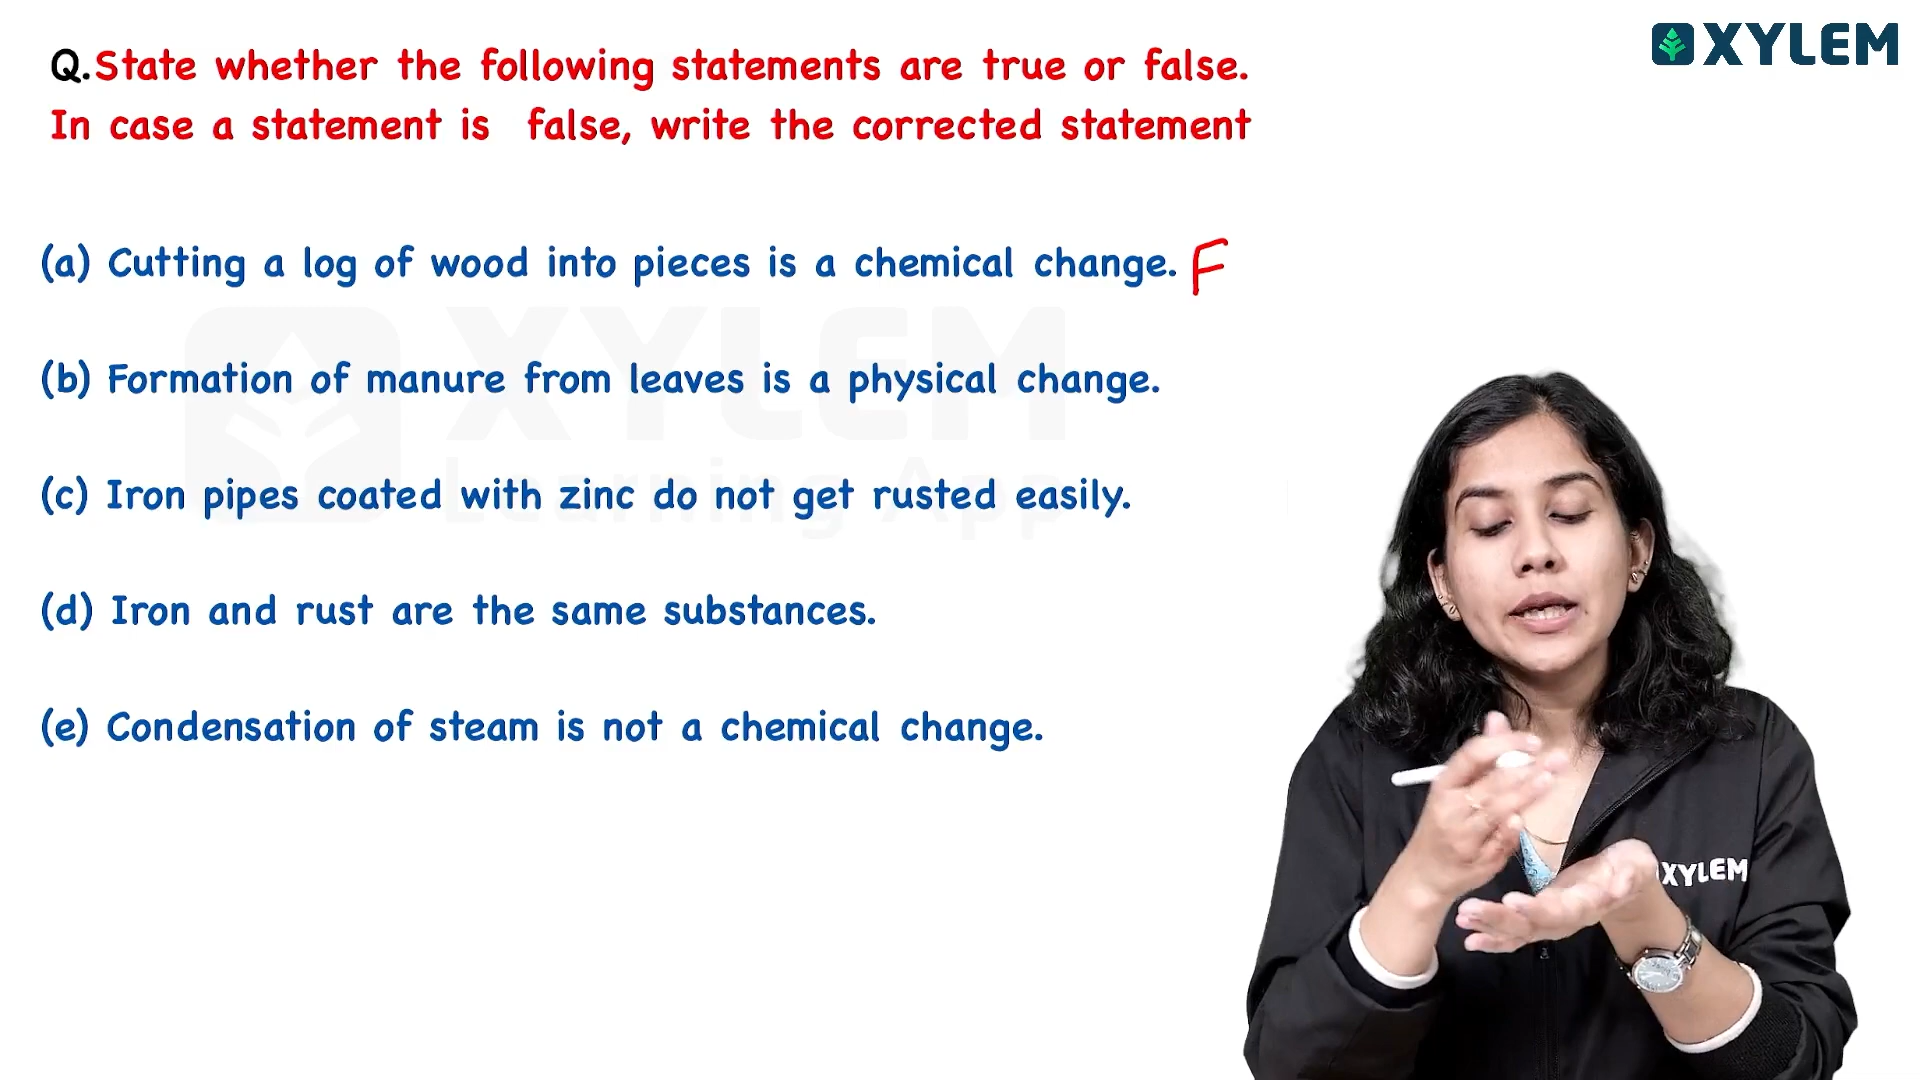 XYLEM
Q.State whether the following statements are true or false.
In case a statement is false, write the corrected statement
(a) Cutting a log of wood into pieces is a chemical change. F
(b) Formation of manure from leaves is a physical change.
(c) Iron pipes coated with zinc do not get rusted easily.
(d) Iron and rust are the same substances.
(e) Condensation of steam is not a chemical change.
XYLEM
Learning App
XYLEM